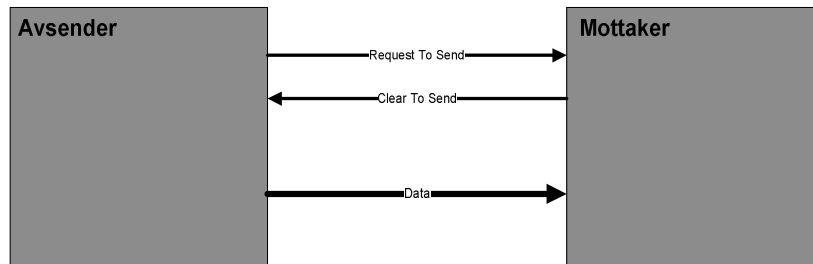 Avsender
Mottaker
Request To Send
Clear To Send
Data